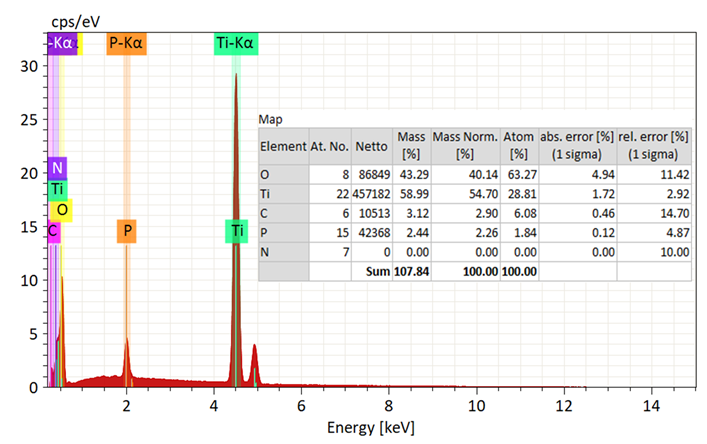 cps/eV
-Kα P-Kα Ti-Kα
30
25
20
15
10
5
0
N
Ti
O
C P Ti
Map
Element At. No. Netto Mass [%] Mass Norm. [%] Atom [%] abs. error [%] (1 sigma) rel. error [%] (1 sigma)
O 8 86849 43.29 40.14 63.27 4.94 11.42
Ti 22 457182 58.99 54.70 28.81 1.72 2.92
C 6 10513 3.12 2.90 6.08 0.46 14.70
P 15 42368 2.44 2.26 1.84 0.12 4.87
N 7 0 0.00 0.00 0.00 0.00 10.00
Sum 107.84 100.00 100.00
2 4 6 8 10 12 14
Energy [keV]